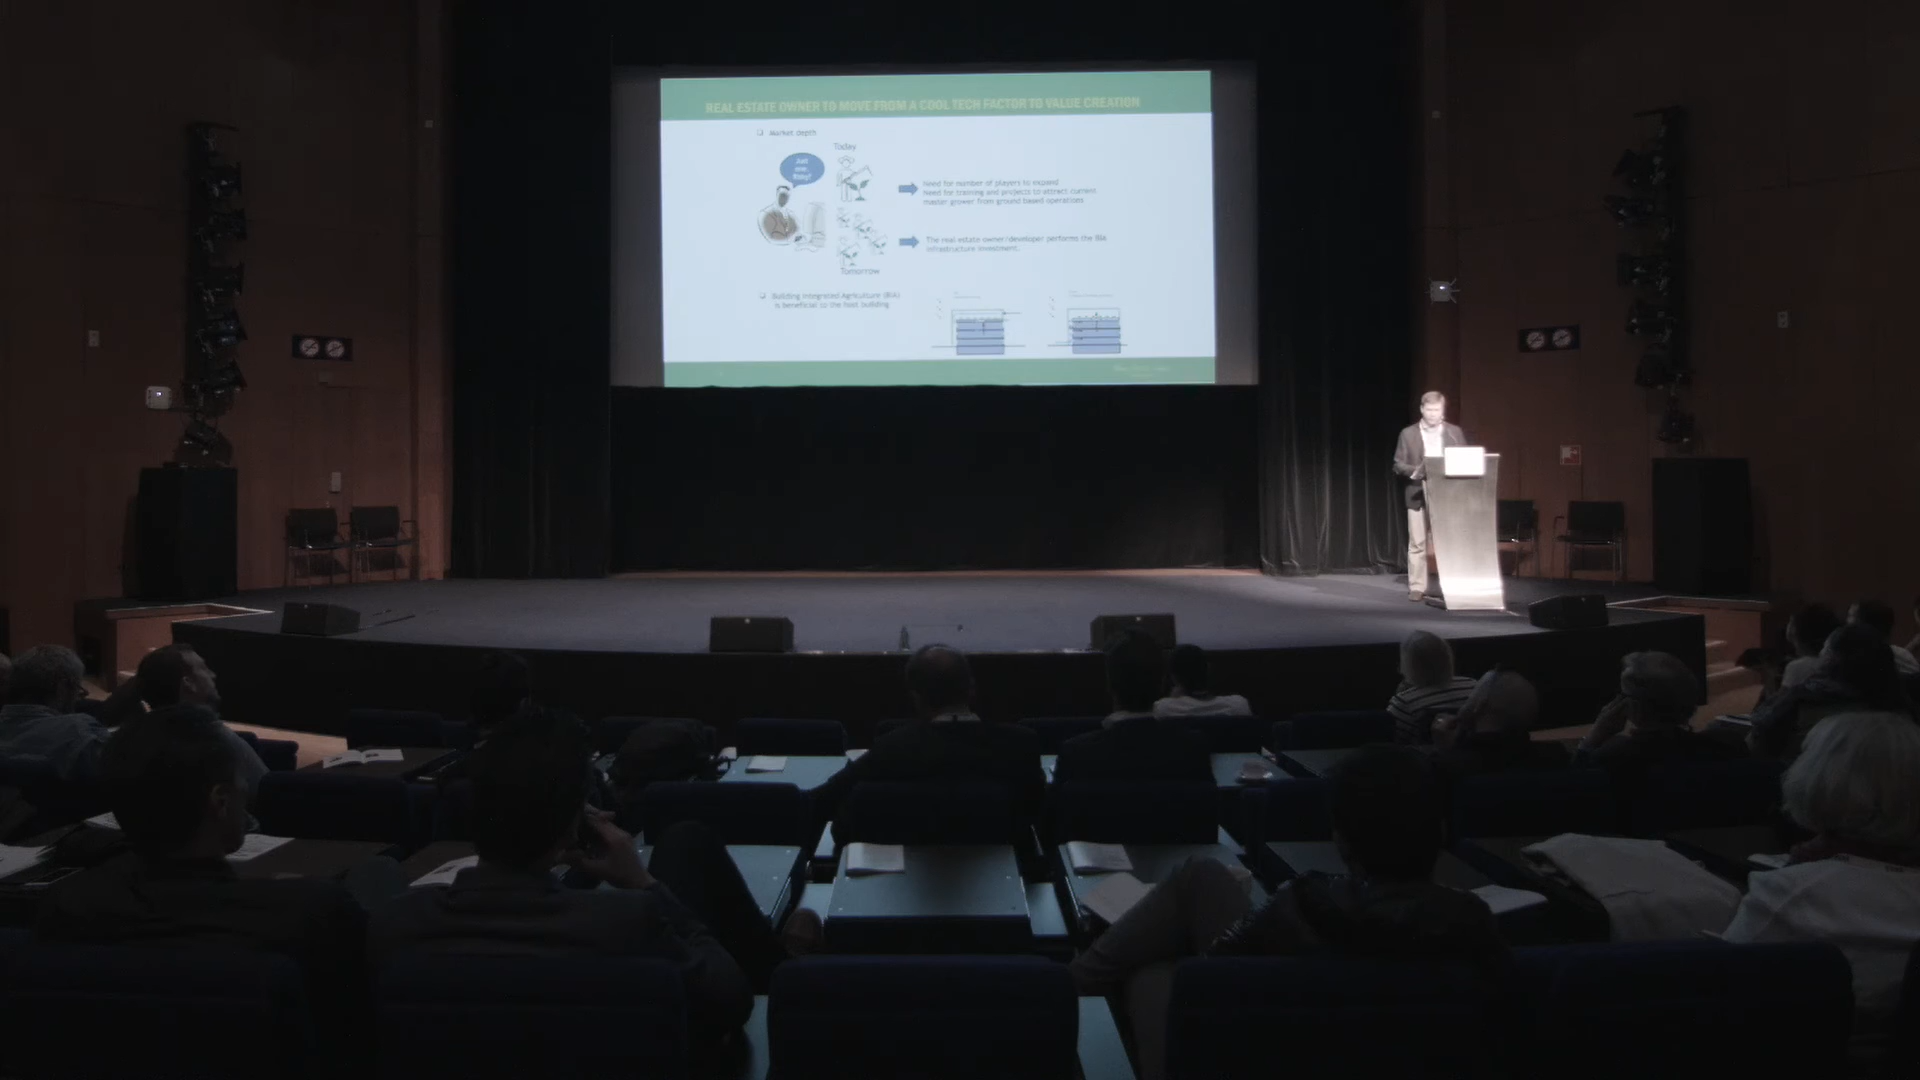 REAL ESTATE OWNER TO MOVE FROM A COOL TECH FACTOR TO VALUE CREATION
Market depth
Today
Just one, Rosy?
Need for number of players to expand
Need for training and projects to attract current
master grower from ground based operations
The real estate owner/developer performs the BIA
infrastructure investment.
Tomorrow
Building Integrated Agriculture (BIA)
is beneficial to the host building